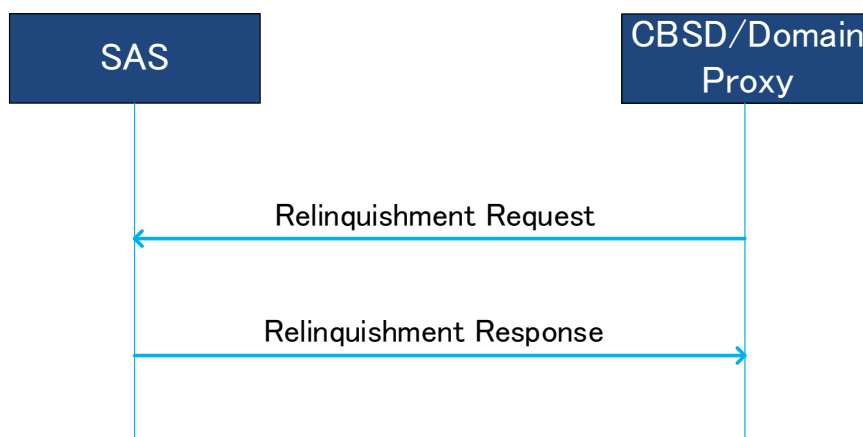 SAS
CBSD/Domain
Proxy
Relinquishment Request
Relinquishment Response